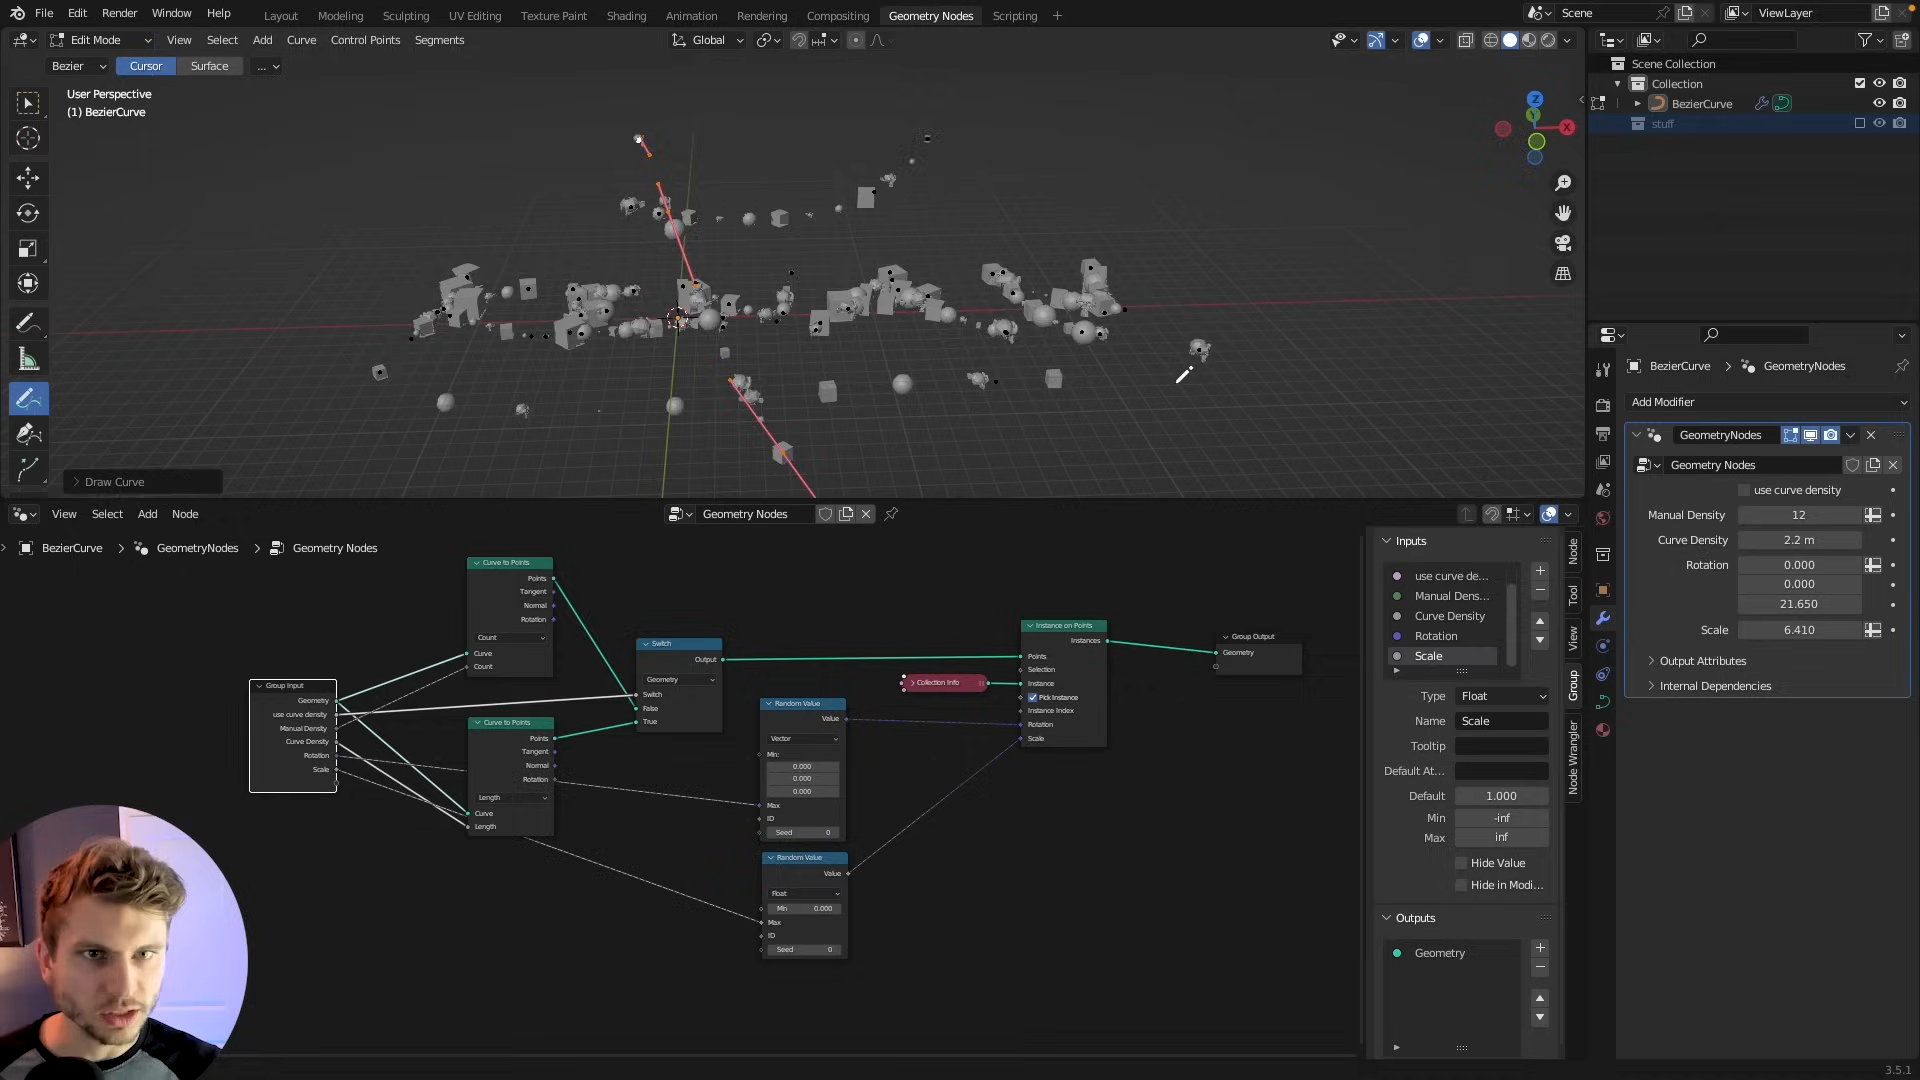 File Edit Render Window Help
Layout Modeling Sculpting UV Editing Texture Paint Shading Animation Rendering Compositing Geometry Nodes Scripting +
Scene
ViewLayer
Edit Mode View Select Add Curve Control Points Segments
Global
Bezier Cursor Surface ...
User Perspective
(1) BezierCurve
Z
Y
X
Draw Curve
Scene Collection
Collection
BezierCurve
stuff
View Select Add Node
Geometry Nodes
BezierCurve > GeometryNodes > Geometry Nodes
Curve to Points
Points
Tangent
Normal
Rotation
Count
Curve
Count
Group Input
Geometry
use curve density
Manual Density
Curve Density
Rotation
Scale
Curve to Points
Points
Tangent
Normal
Rotation
Length
Curve
Length
Switch
Output
Geometry
Switch
False
True
Random Value
Value
Vector
Min:
0.000
0.000
0.000
Max
ID
Seed 0
Random Value
Value
Float
Min 0.000
Max
ID
Seed 0
Collection Info
Instance on Points
Instances
Points
Selection
Instance
Pick Instance
Instance Index
Rotation
Scale
Group Output
Geometry
Inputs
use curve de...
Manual Dens...
Curve Density
Rotation
Scale
Type Float
Name Scale
Tooltip
Default At...
Default 1.000
Min -inf
Max inf
Hide Value
Hide in Modi...
Outputs
Geometry
Node
Tool
View
Group
Node Wrangler
BezierCurve > GeometryNodes
Add Modifier
GeometryNodes
Geometry Nodes
use curve density
Manual Density 12
Curve Density 2.2 m
Rotation 0.000
0.000
21.650
Scale 6.410
Output Attributes
Internal Dependencies
3.5.1